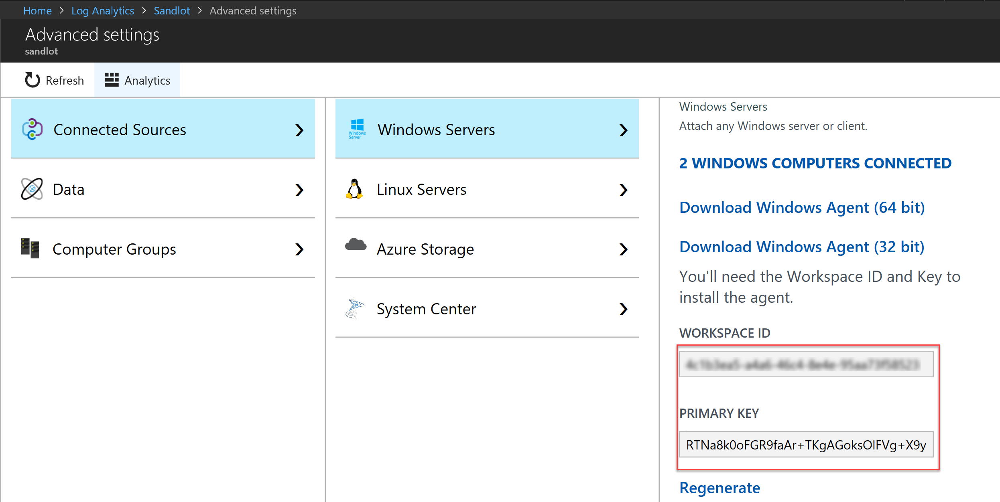 Home > Log Analytics > Sandlot > Advanced settings
Advanced settings
sandlot
Refresh
Analytics
Connected Sources
Data
Computer Groups
Windows Server
Windows Servers
Linux Servers
Azure Storage
System Center
Windows Servers
Attach any Windows server or client.
2 WINDOWS COMPUTERS CONNECTED
Download Windows Agent (64 bit)
Download Windows Agent (32 bit)
You'll need the Workspace ID and Key to
install the agent.
WORKSPACE ID
PRIMARY KEY
RTNa8k0oFGR9faAr+TKgAGoksOlFVg+X9y
Regenerate